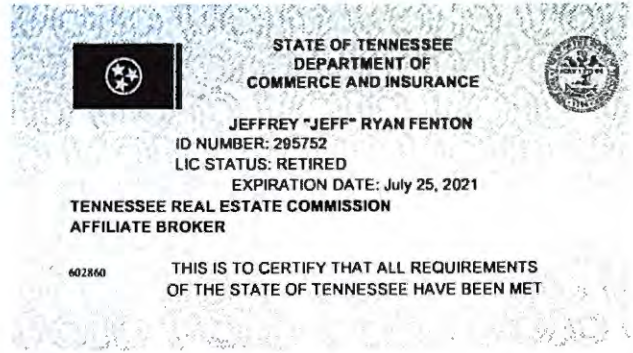 STATE OF TENNESSEE
DEPARTMENT OF
COMMERCE AND INSURANCE
JEFFREY "JEFF" RYAN FENTON
ID NUMBER: 295752
LIC STATUS: RETIRED
EXPIRATION DATE: July 25, 2021
TENNESSEE REAL ESTATE COMMISSION
AFFILIATE BROKER
602860
THIS IS TO CERTIFY THAT ALL REQUIREMENTS
OF THE STATE OF TENNESSEE HAVE BEEN MET